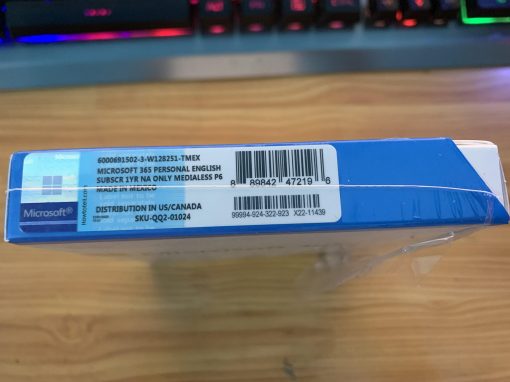 Microsoft
6000691502-3-W128251-TMEX
MICROSOFT 365 PERSONAL ENGLISH
SUBSCR 1YR NA ONLY MEDIALESS P6
MADE IN MEXICO
DISTRIBUTION IN US/CANADA
SKU-QQ2-01024
8 89842 47219 6
99994-924-322-923 X22-11439
Microsoft®